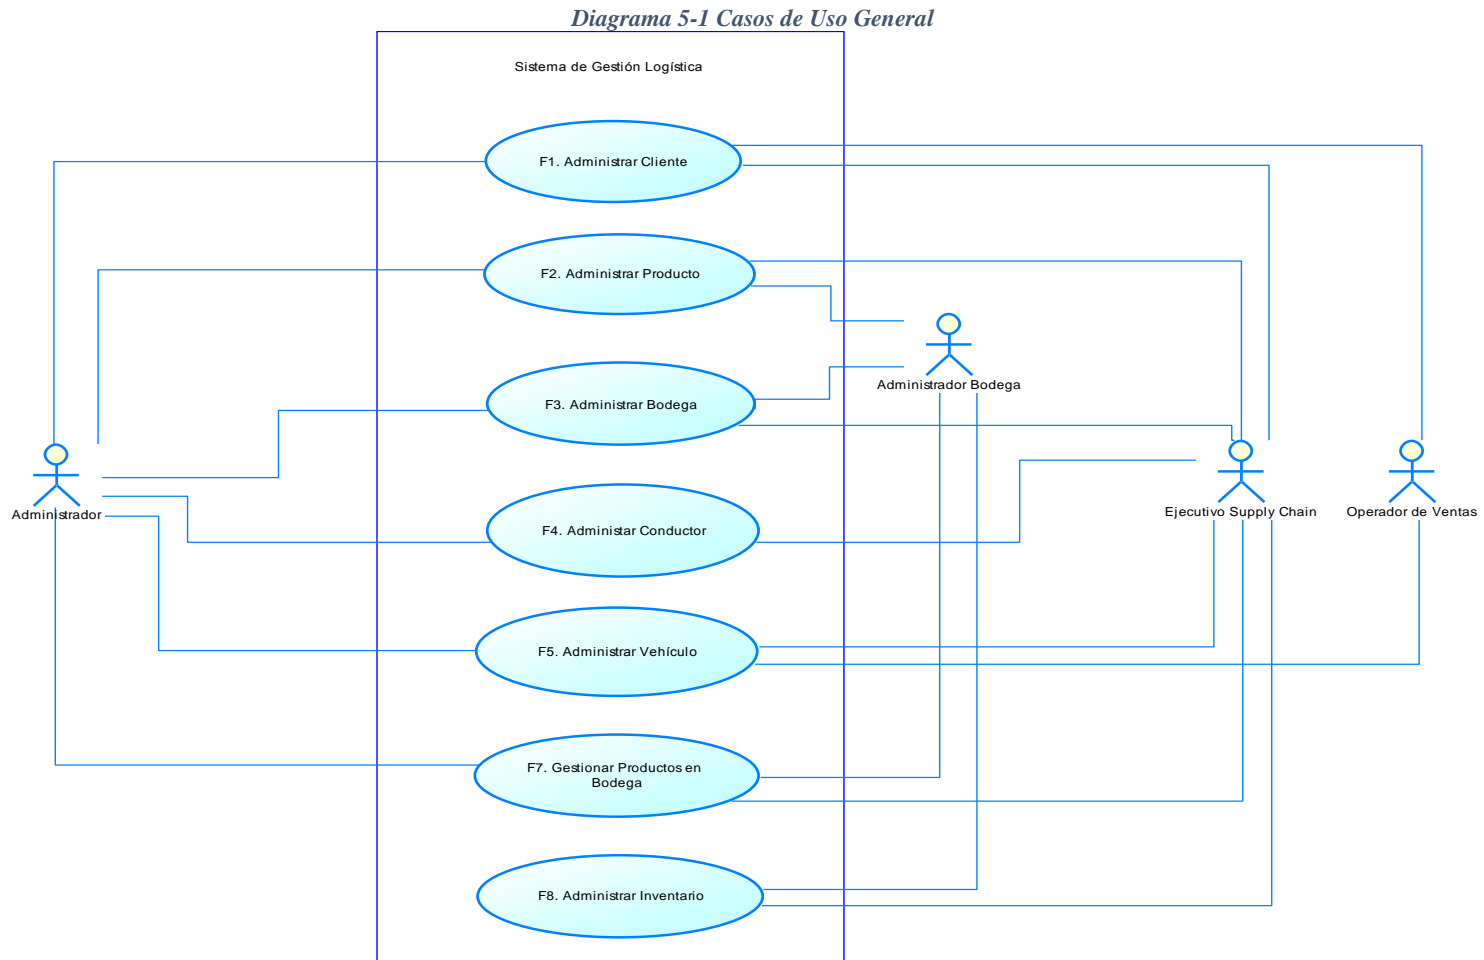 Diagrama 5-1 Casos de Uso General
Sistema de Gestión Logística
F1. Administrar Cliente
F2. Administrar Producto
Administrador Bodega
F3. Administrar Bodega
Administrador
F4. Administar Conductor
Ejecutivo Supply Chain
Operador de Ventas
F5. Administrar Vehículo
F7. Gestionar Productos en
Bodega
F8. Administrar Inventario